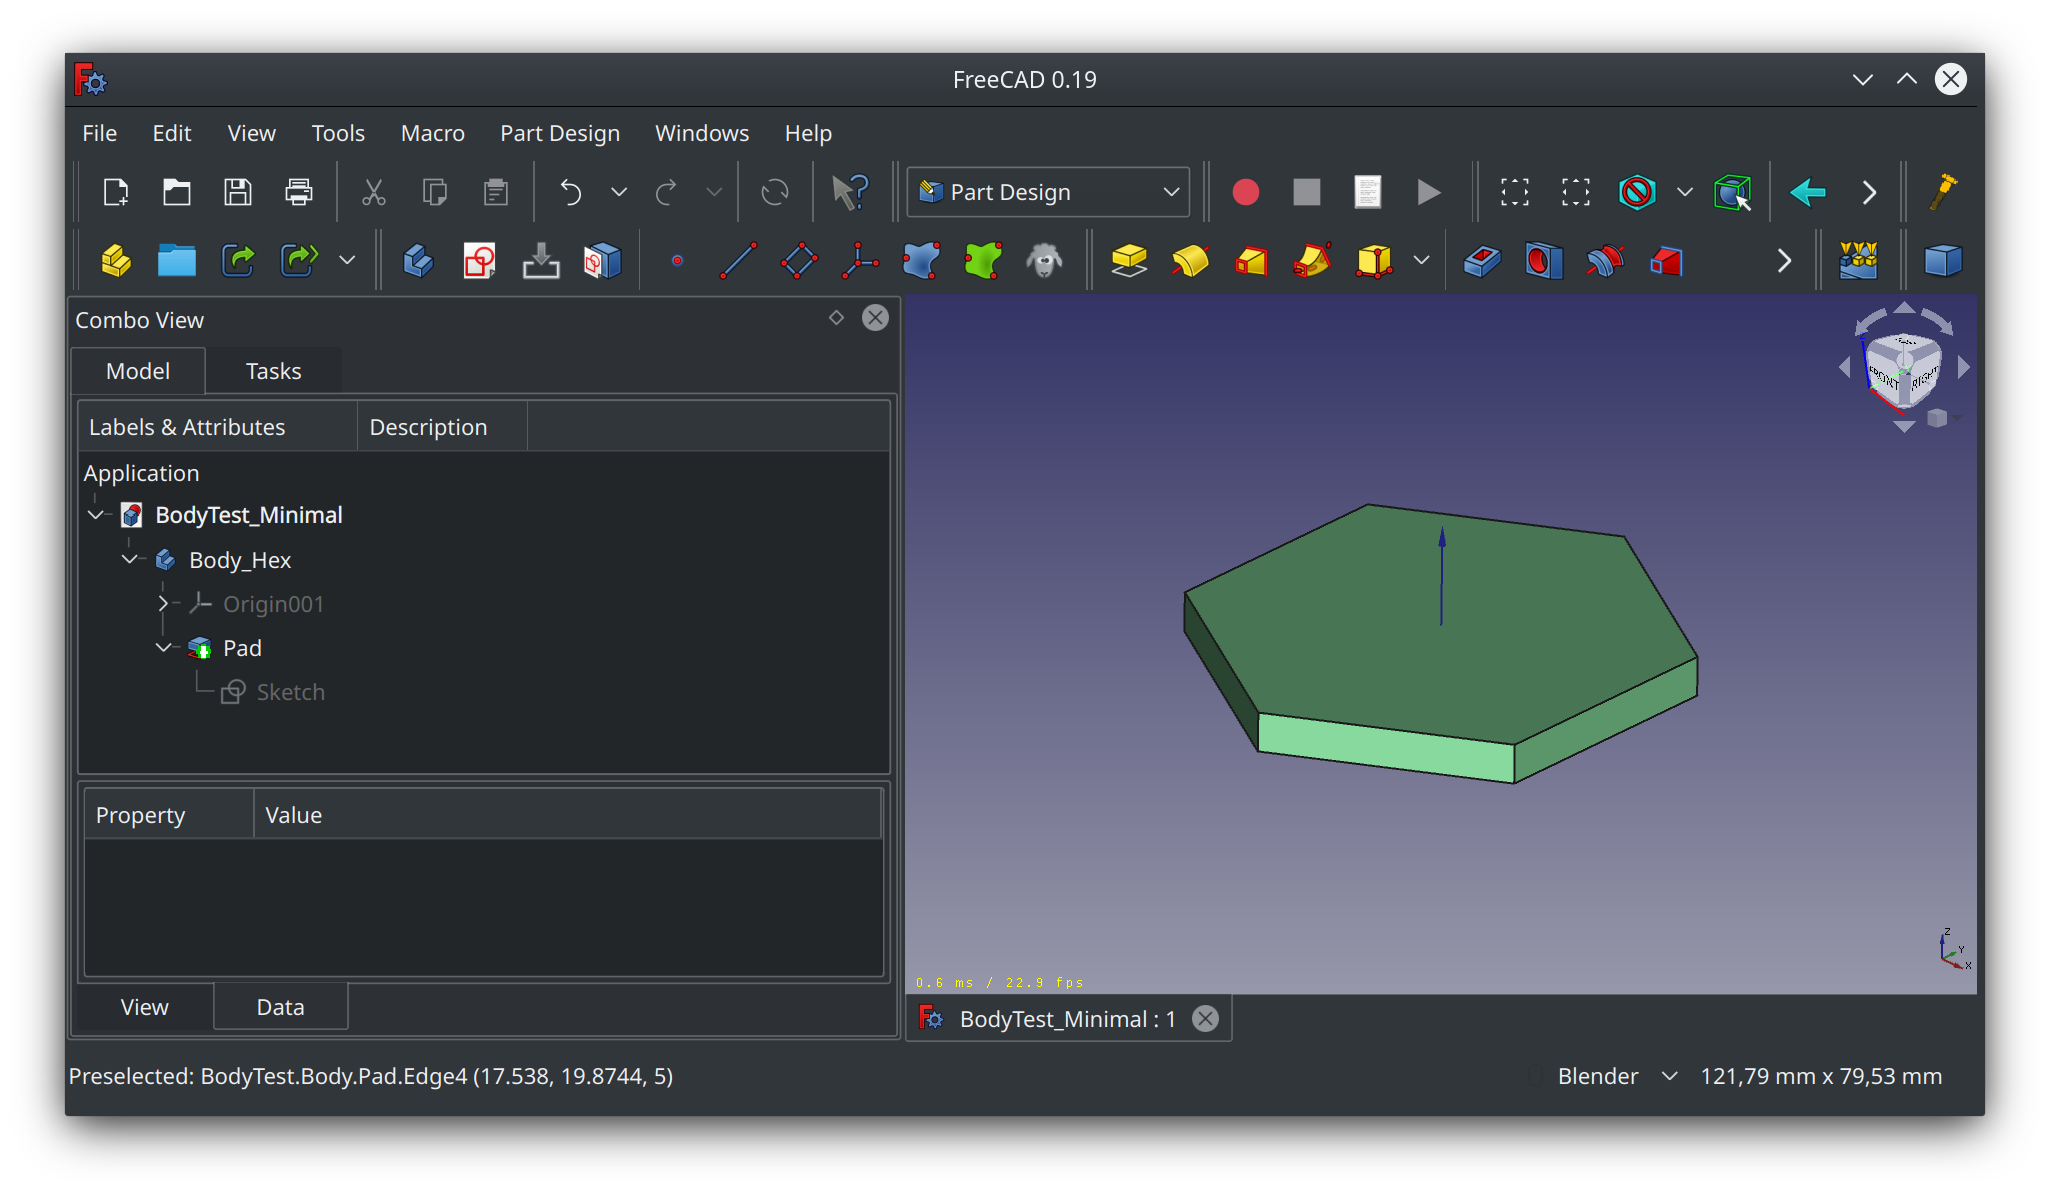 FreeCAD 0.19
File Edit View Tools Macro Part Design Windows Help
Part Design
Combo View
Model Tasks
Labels & Attributes Description
Application
BodyTest_Minimal
Body_Hex
Origin001
Pad
Sketch
Property Value
View Data
FRONT RIGHT
Z
Y
X
0.6 ms / 22.9 fps
BodyTest_Minimal : 1
Preselected: BodyTest.Body.Pad.Edge4 (17.538, 19.8744, 5)
Blender 121,79 mm x 79,53 mm